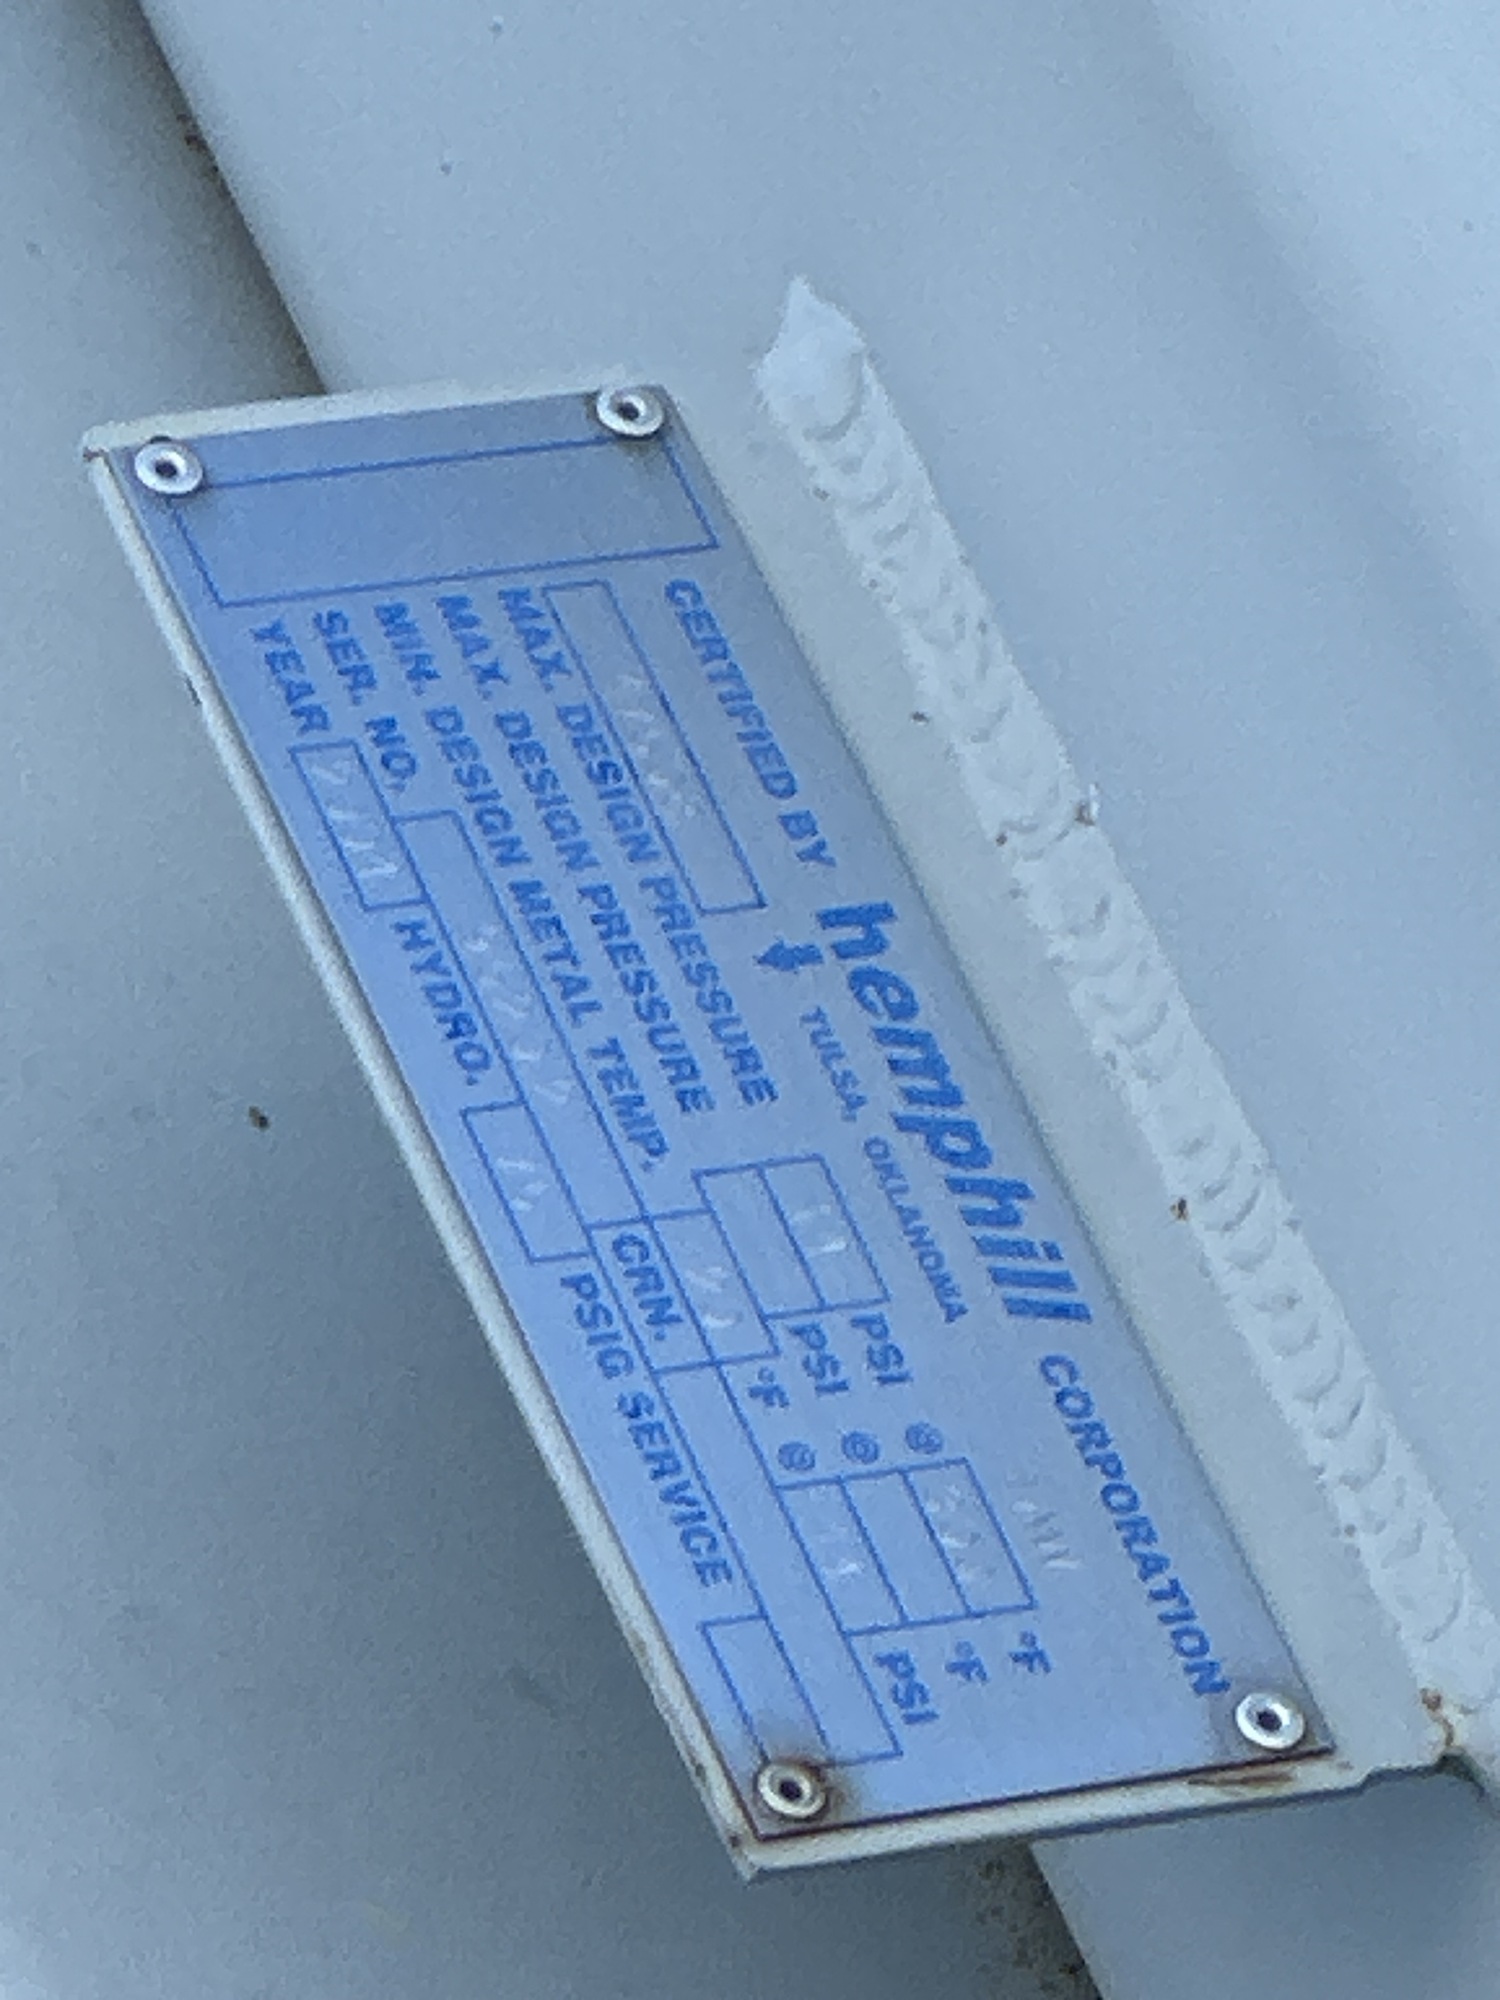 CERTIFIED BY hemphill CORPORATION
TULSA, OKLAHOMA
MAX. DESIGN PRESSURE PSI @ °F
MAX. DESIGN PRESSURE PSI @ °F
MIN. DESIGN METAL TEMP. °F @ PSI
SER. NO. CRN.
YEAR HYDRO. PSIG SERVICE